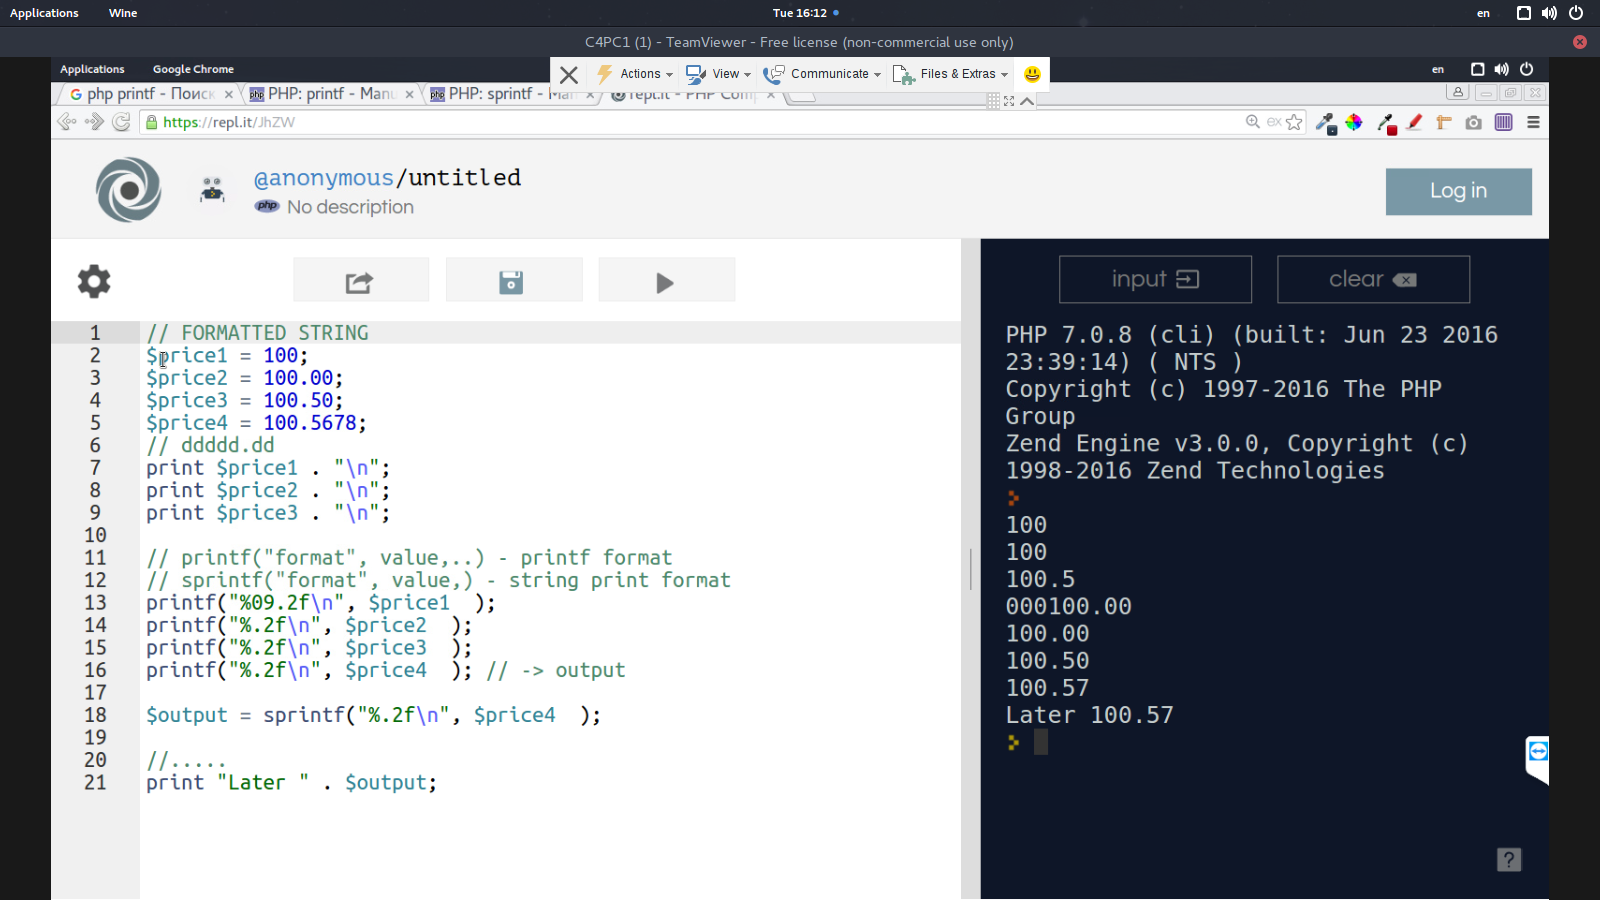 Applications Wine Tue 16:12 en
C4PC1 (1) - TeamViewer - Free license (non-commercial use only)
Applications Google Chrome en
Actions View Communicate Files & Extras
php printf - Поиск PHP: printf - Manu PHP: sprintf - repl.it - PHP Com
https://repl.it/JhZW
@anonymous/untitled
php No description
Log in
input clear
1 // FORMATTED STRING
2 $price1 = 100;
3 $price2 = 100.00;
4 $price3 = 100.50;
5 $price4 = 100.5678;
6 // ddddd.dd
7 print $price1 . "\n";
8 print $price2 . "\n";
9 print $price3 . "\n";
10
11 // printf("format", value,..) - printf format
12 // sprintf("format", value,) - string print format
13 printf("%09.2f\n", $price1  );
14 printf("%.2f\n", $price2  );
15 printf("%.2f\n", $price3  );
16 printf("%.2f\n", $price4  ); // -> output
17
18 $output = sprintf("%.2f\n", $price4  );
19
20 //.....
21 print "Later " . $output;
PHP 7.0.8 (cli) (built: Jun 23 2016
23:39:14) ( NTS )
Copyright (c) 1997-2016 The PHP
Group
Zend Engine v3.0.0, Copyright (c)
1998-2016 Zend Technologies
100
100
100.5
000100.00
100.00
100.50
100.57
Later 100.57
?